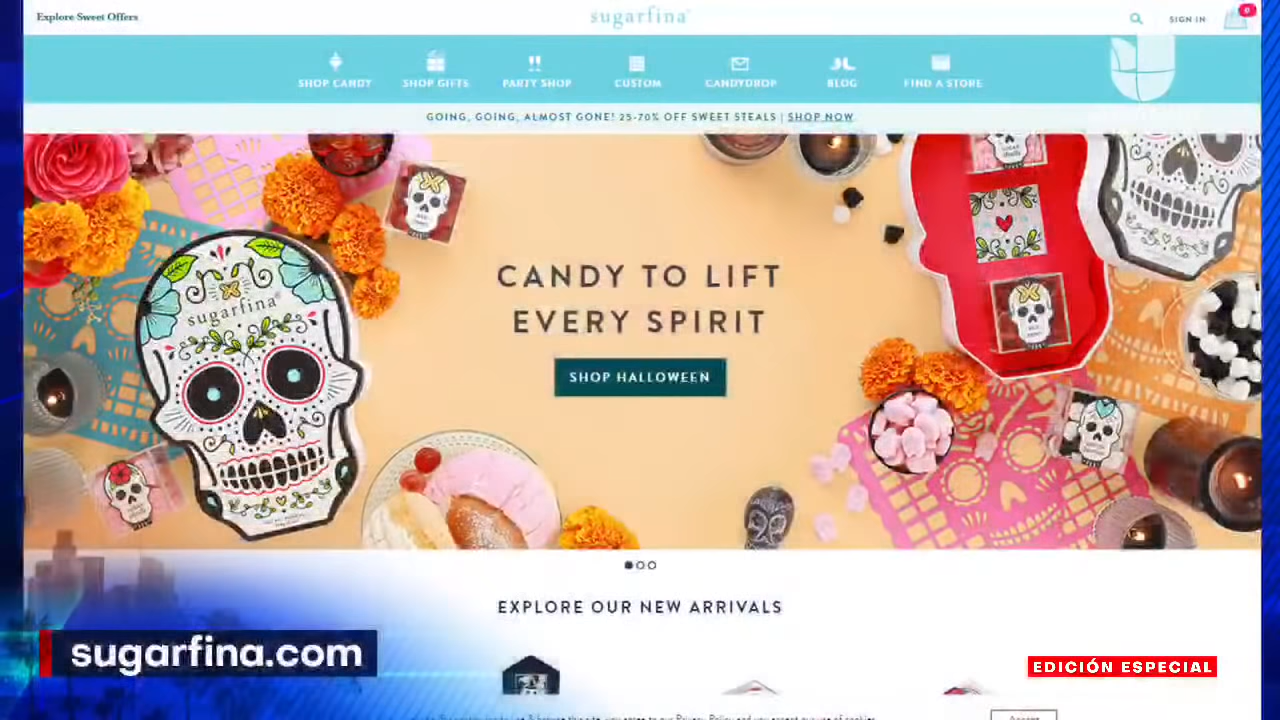 Explore Sweet Offers
sugarfina
SIGN IN
0
SHOP CANDY
SHOP GIFTS
PARTY SHOP
CUSTOM
CANDYDROP
BLOG
FIND A STORE
GOING, GOING, ALMOST GONE! 25-70% OFF SWEET STEALS | SHOP NOW
CANDY TO LIFT
EVERY SPIRIT
SHOP HALLOWEEN
sugarfina
EXPLORE OUR NEW ARRIVALS
sugarfina.com
EDICIÓN ESPECIAL